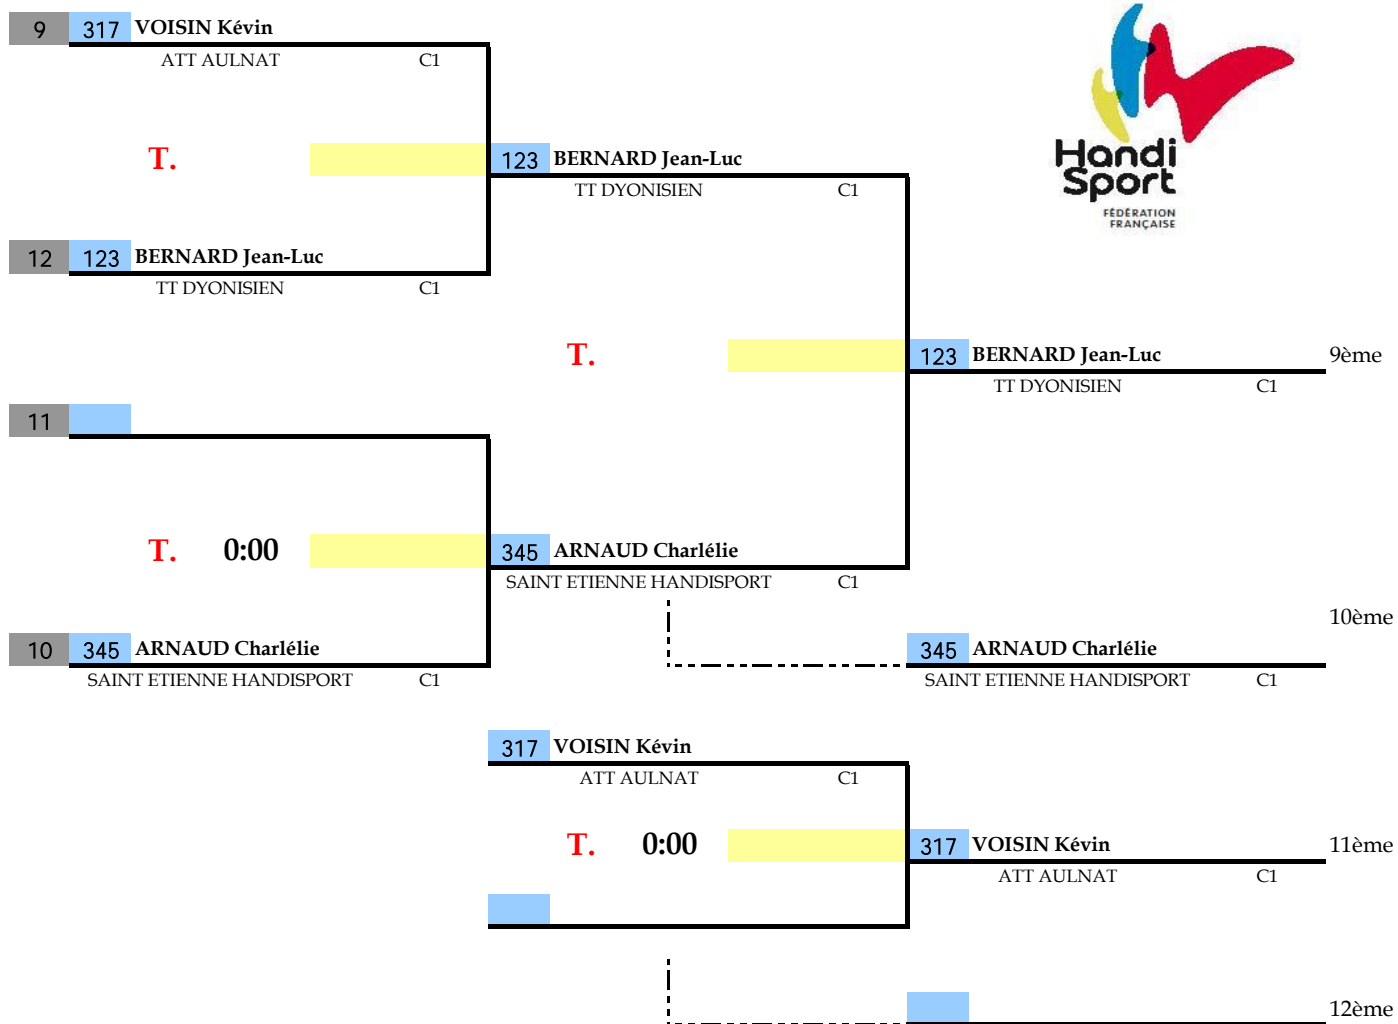 9 317 VOISIN Kévin
ATT AULNAT C1
Handi
Sport
FÉDÉRATION
FRANÇAISE
T. 123 BERNARD Jean-Luc
TT DYONISIEN C1
12 123 BERNARD Jean-Luc
TT DYONISIEN C1
T. 123 BERNARD Jean-Luc 9ème
TT DYONISIEN C1
11
T. 0:00 345 ARNAUD Charlélie
SAINT ETIENNE HANDISPORT C1
10ème
10 345 ARNAUD Charlélie 345 ARNAUD Charlélie
SAINT ETIENNE HANDISPORT C1 SAINT ETIENNE HANDISPORT C1
317 VOISIN Kévin
ATT AULNAT C1
T. 0:00 317 VOISIN Kévin 11ème
ATT AULNAT C1
12ème